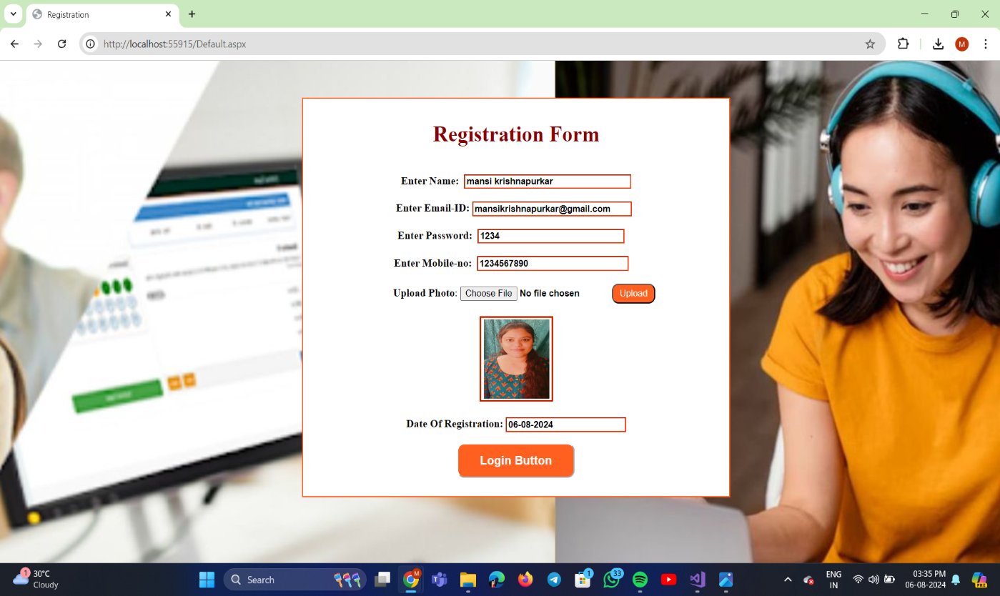 Registration
http://localhost:55915/Default.aspx
M
Registration Form
Enter Name: mansi krishnapurkar
Enter Email-ID: mansikrishnapurkar@gmail.com
Enter Password: 1234
Enter Mobile-no: 1234567890
Upload Photo: Choose File No file chosen Upload
Date Of Registration: 06-08-2024
Login Button
1 30°C
Cloudy
Search
M
1
33
ENG
IN
03:35 PM
06-08-2024
PRE